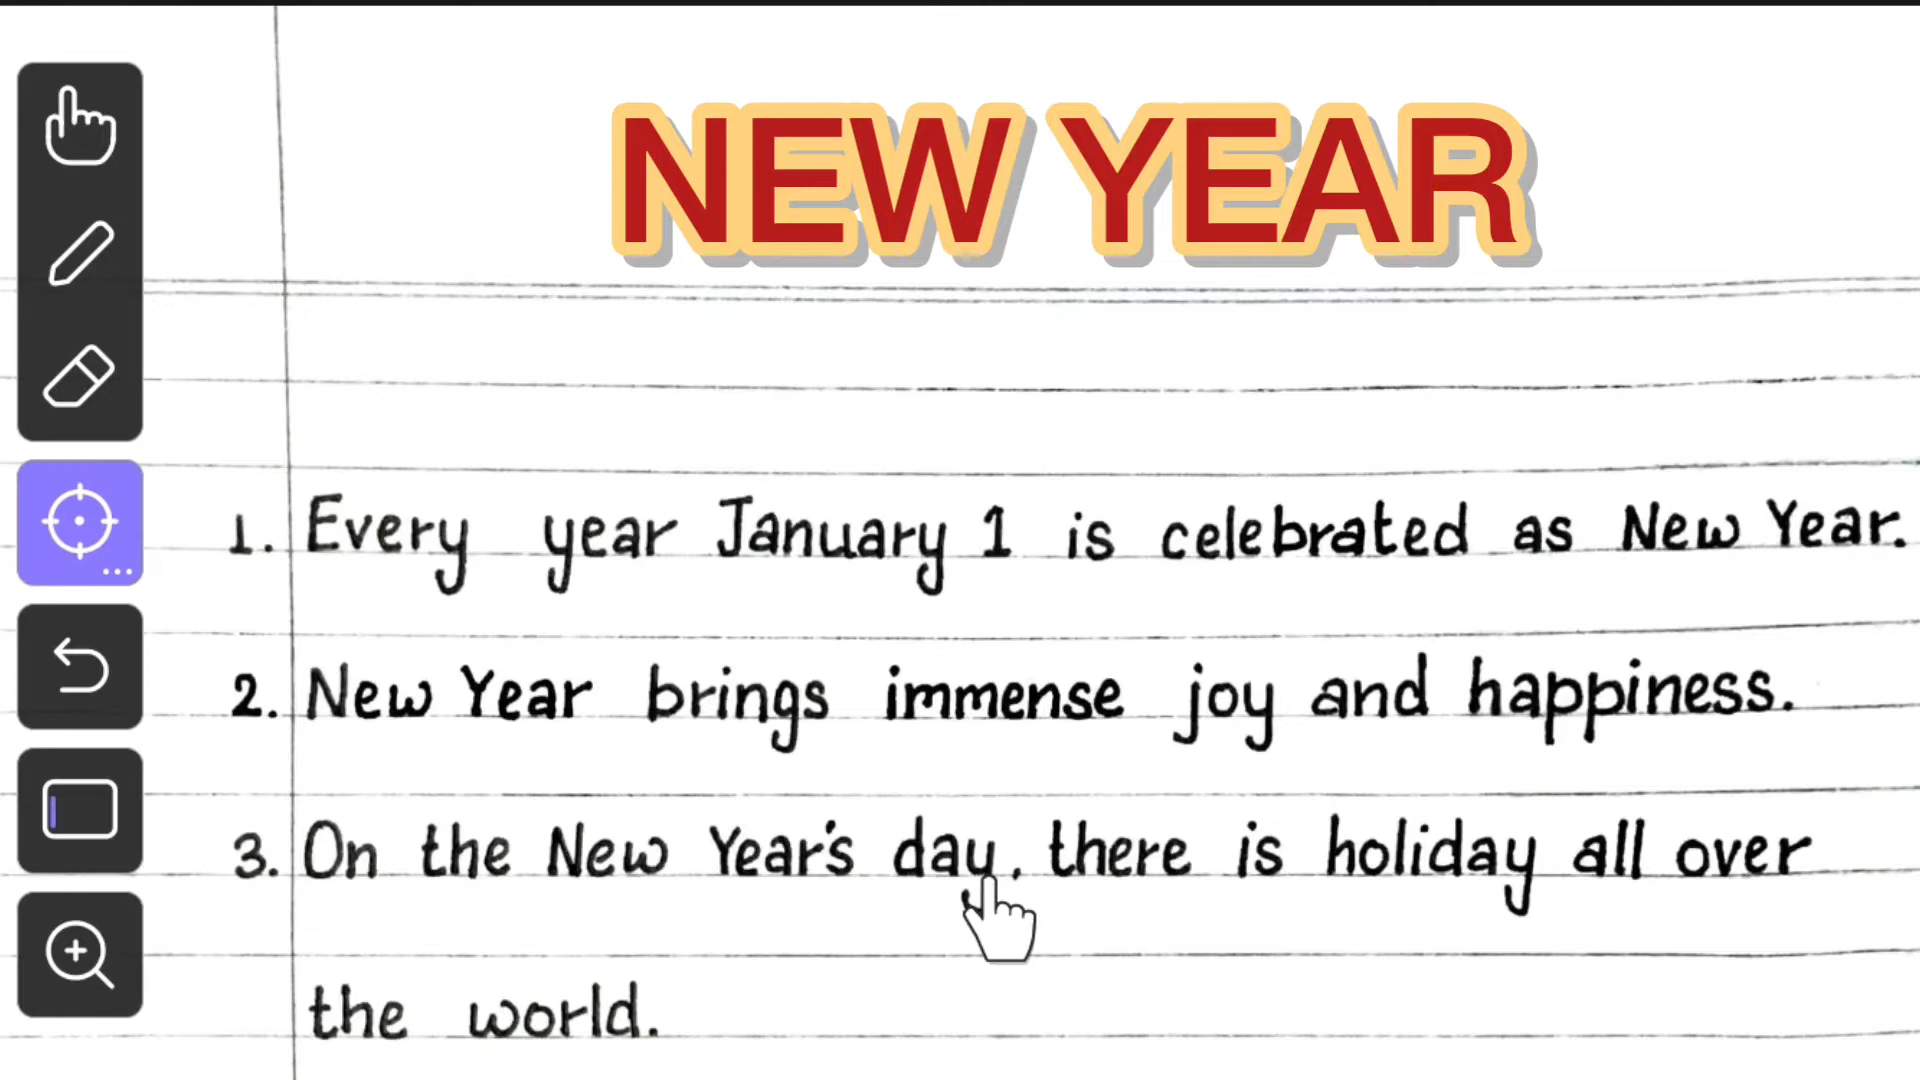 NEW YEAR
1. Every year January 1 is celebrated as New Year.
2. New Year brings immense joy and happiness.
3. On the New Year's day, there is holiday all over
the world.